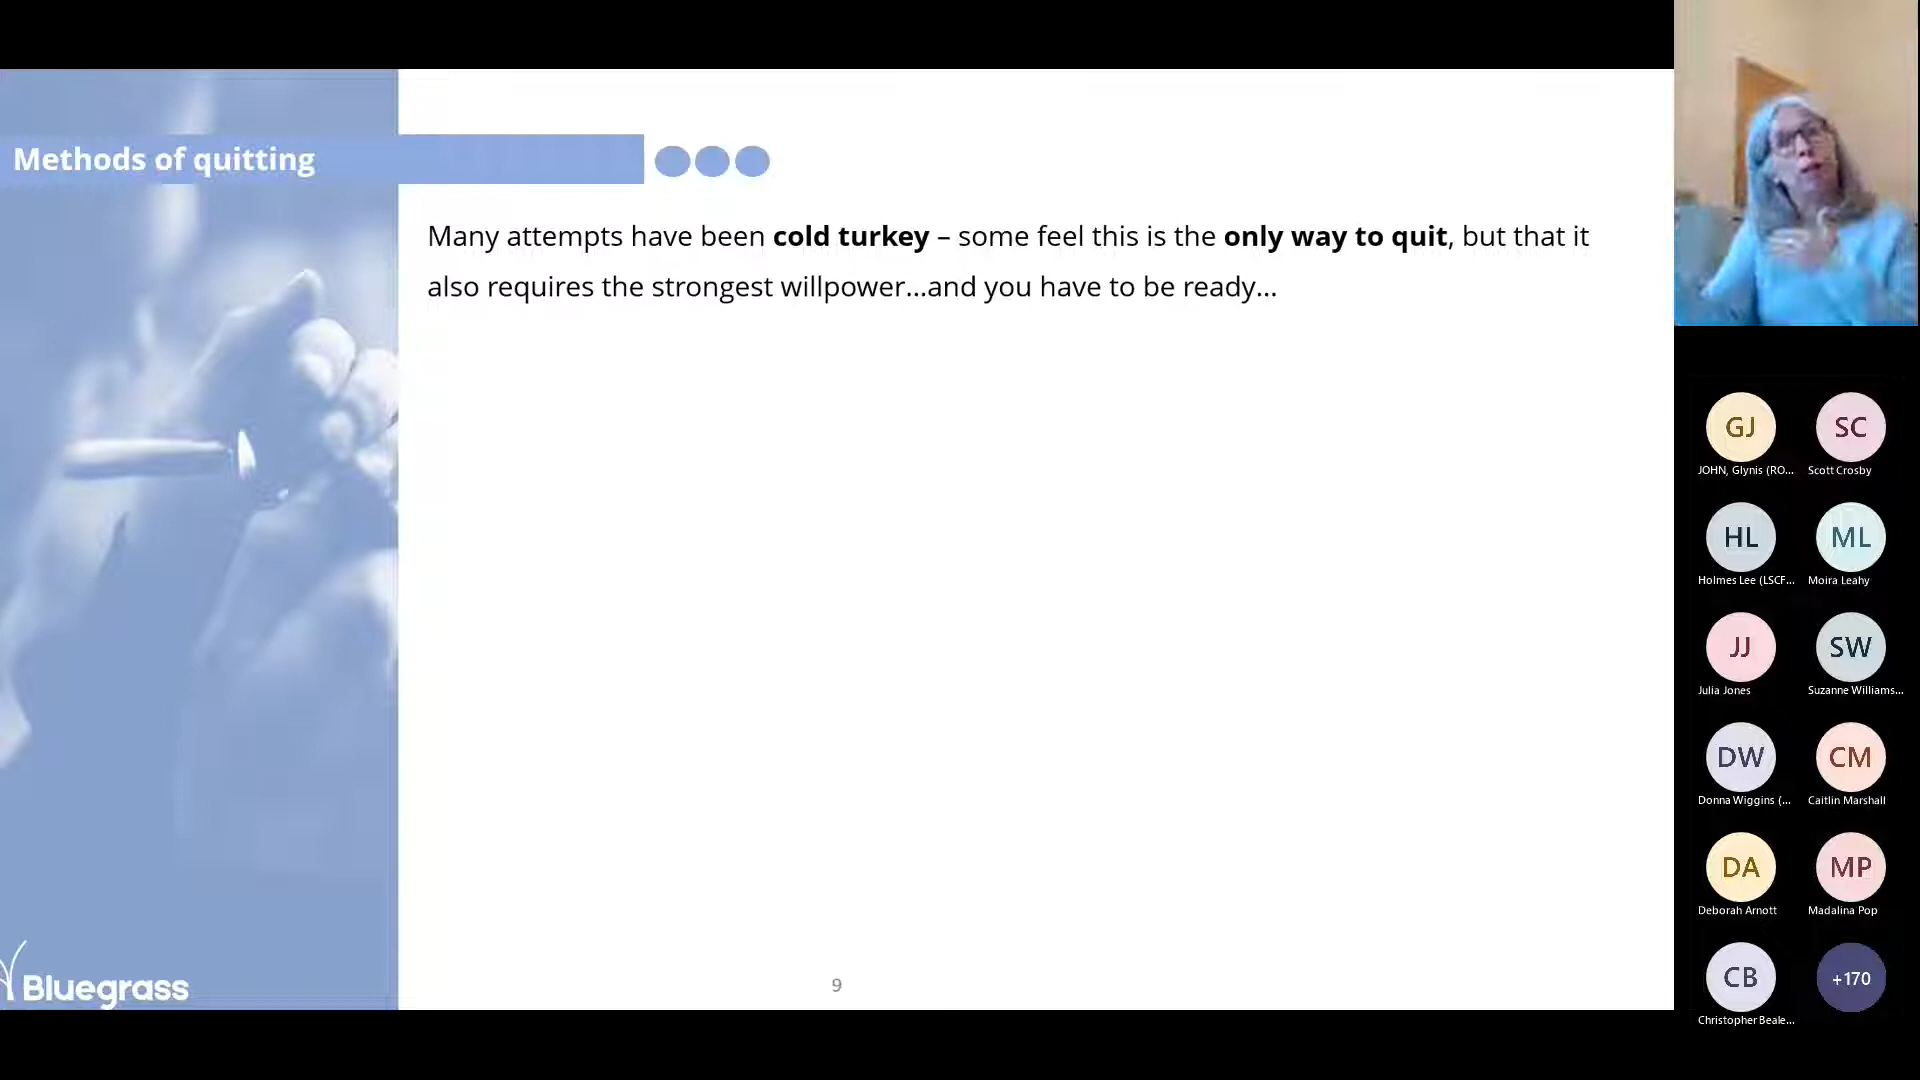 Methods of quitting
Many attempts have been cold turkey – some feel this is the only way to quit, but that it
also requires the strongest willpower...and you have to be ready...
Bluegrass
9
GJ
SC
JOHN, Glynis (RO...
Scott Crosby
HL
ML
Holmes Lee (LSCF...
Moira Leahy
JJ
SW
Julia Jones
Suzanne Williams...
DW
CM
Donna Wiggins (...
Caitlin Marshall
DA
MP
Deborah Arnott
Madalina Pop
CB
+170
Christopher Beale...